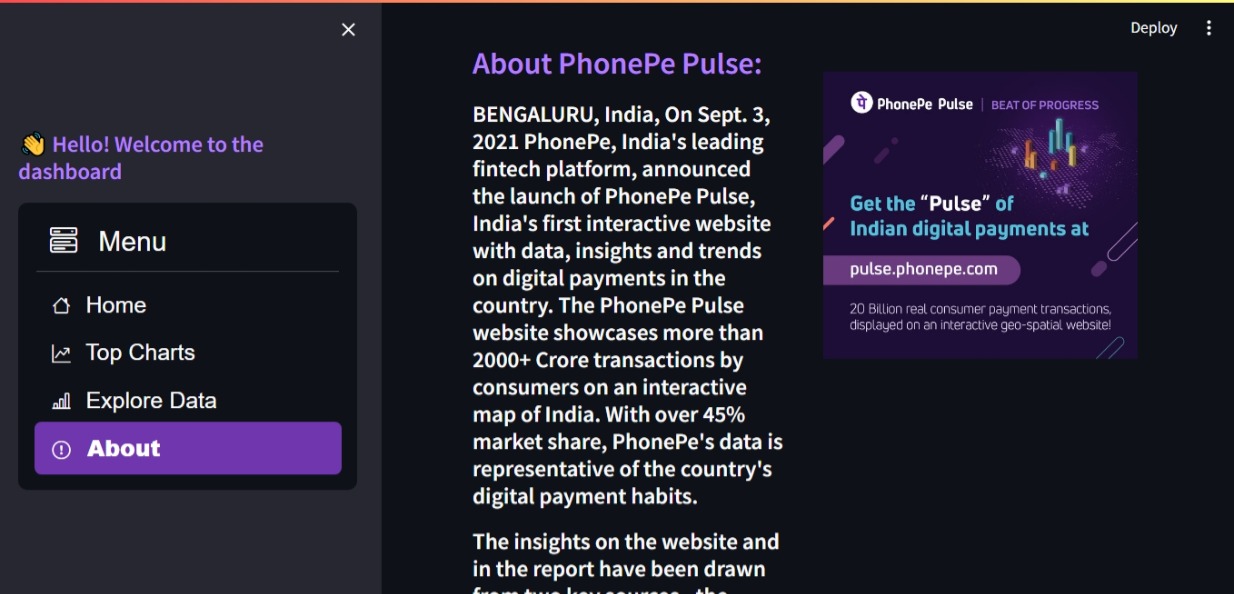 Deploy
👋 Hello! Welcome to the
dashboard
Menu
Home
Top Charts
Explore Data
About
About PhonePe Pulse:
BENGALURU, India, On Sept. 3,
2021 PhonePe, India's leading
fintech platform, announced
the launch of PhonePe Pulse,
India's first interactive website
with data, insights and trends
on digital payments in the
country. The PhonePe Pulse
website showcases more than
2000+ Crore transactions by
consumers on an interactive
map of India. With over 45%
market share, PhonePe's data is
representative of the country's
digital payment habits.
The insights on the website and
in the report have been drawn
from two key sources - the
पे PhonePe Pulse | BEAT OF PROGRESS
Get the “Pulse” of
Indian digital payments at
pulse.phonepe.com
20 Billion real consumer payment transactions,
displayed on an interactive geo-spatial website!